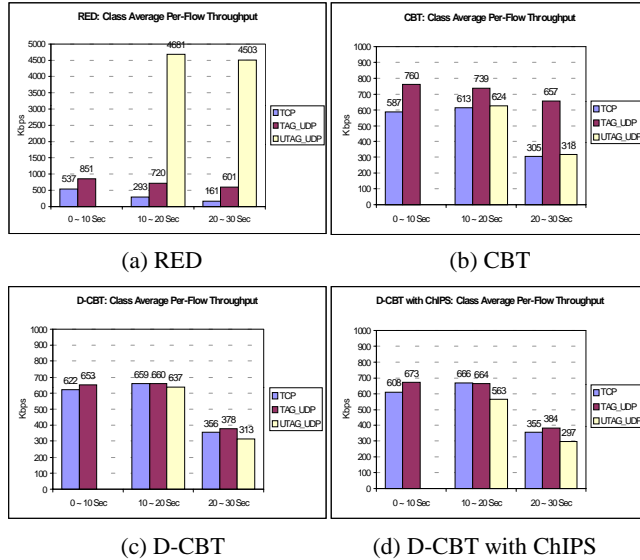 RED: Class Average Per-Flow Throughput
5000
4500
4000
3500
3000
2500
2000
1500
1000
500
0
Kbps
537
851
293
720
4681
161
601
4503
0 ~ 10 Sec
10 ~ 20 Sec
20 ~ 30 Sec
TCP
TAG_UDP
UTAG_UDP
(a) RED
CBT: Class Average Per-Flow Throughput
1000
900
800
700
600
500
400
300
200
100
0
Kbps
587
760
613
739
624
305
657
318
0 ~ 10 Sec
10 ~ 20 Sec
20 ~ 30 Sec
TCP
TAG_UDP
UTAG_UDP
(b) CBT
D-CBT: Class Average Per-Flow Throughput
1000
900
800
700
600
500
400
300
200
100
0
Kbps
622
653
659
660
637
356
378
313
0 ~ 10 Sec
10 ~ 20 Sec
20 ~ 30 Sec
TCP
TAG_UDP
UTAG_UDP
(c) D-CBT
D-CBT with ChIPS: Class Average Per-Flow Throughput
1000
900
800
700
600
500
400
300
200
100
0
Kbps
608
673
666
664
563
355
384
297
0 ~ 10 Sec
10 ~ 20 Sec
20 ~ 30 Sec
TCP
TAG_UDP
UTAG_UDP
(d) D-CBT with ChIPS